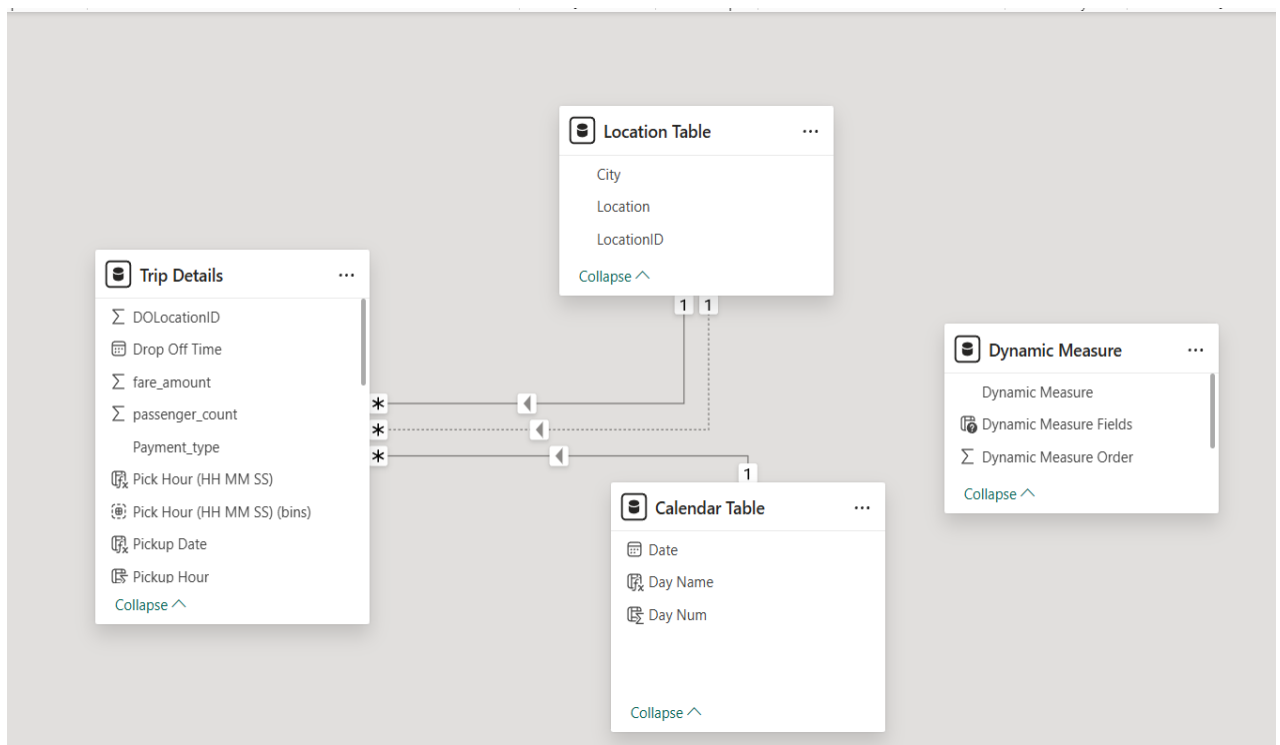 Location Table
City
Location
LocationID
Collapse
Trip Details
DOLocationID
Drop Off Time
fare_amount
passenger_count
Payment_type
Pick Hour (HH MM SS)
Pick Hour (HH MM SS) (bins)
Pickup Date
Pickup Hour
Collapse
1 1
*
*
*
1
Calendar Table
Date
Day Name
Day Num
Collapse
Dynamic Measure
Dynamic Measure
Dynamic Measure Fields
Dynamic Measure Order
Collapse